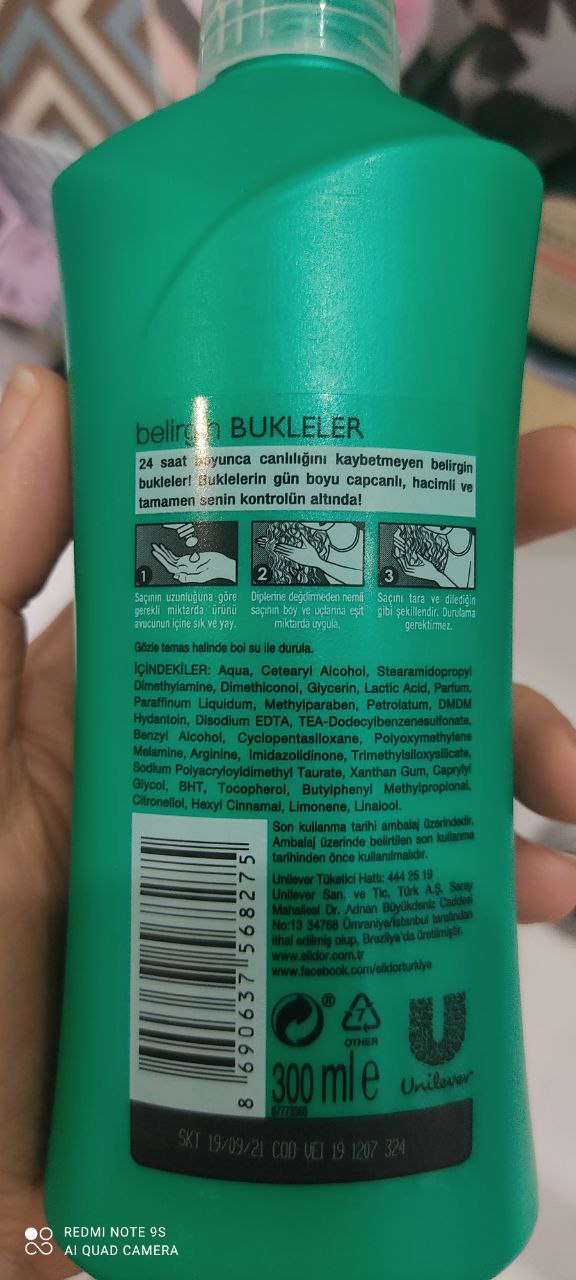 belirgin BUKLELER
24 saat boyunca canlılığını kaybetmeyen belirgin
bukleler! Buklelerin gün boyu capcanlı, hacimli ve
tamamen senin kontrolün altında!
1
Saçının uzunluğuna göre
gerekli miktarda ürünü
avucunun içine sık ve yay.
2
Diplerine değdirmeden nemli
saçının boy ve uçlarına eşit
miktarda uygula.
3
Saçını tara ve dilediğin
gibi şekillendir. Durulama
gerektirmez.
Gözle temas halinde bol su ile durula.
İÇİNDEKİLER: Aqua, Cetearyl Alcohol, Stearamidopropyl
Dimethylamine, Dimethiconol, Glycerin, Lactic Acid, Parfum,
Paraffinum Liquidum, Methylparaben, Petrolatum, DMDM
Hydantoin, Disodium EDTA, TEA-Dodecylbenzenesulfonate,
Benzyl Alcohol, Cyclopentasiloxane, Polyoxymethylene
Melamine, Arginine, Imidazolidinone, Trimethylsiloxysilicate,
Sodium Polyacryloyldimethyl Taurate, Xanthan Gum, Caprylyl
Glycol, BHT, Tocopherol, Butylphenyl Methylpropional,
Citronellol, Hexyl Cinnamal, Limonene, Linalool.
Son kullanma tarihi ambalaj üzerindedir.
Ambalaj üzerinde belirtilen son kullanma
tarihinden önce kullanılmalıdır.
Unilever Tüketici Hattı: 444 25 19
Unilever San. ve Tic. Türk A.Ş. Saray
Mahallesi Dr. Adnan Büyükdeniz Caddesi
No:13 34768 Ümraniye/İstanbul tarafından
ithal edilmiş olup, Brezilya'da üretilmiştir.
www.elidor.com.tr
www.facebook.com/elidorturkiye
8 690637 568275
®
7
OTHER
300 ml e
Unilever
67773368
SKT 19/09/21 COD VEI 19 1207 324
REDMI NOTE 9S
AI QUAD CAMERA